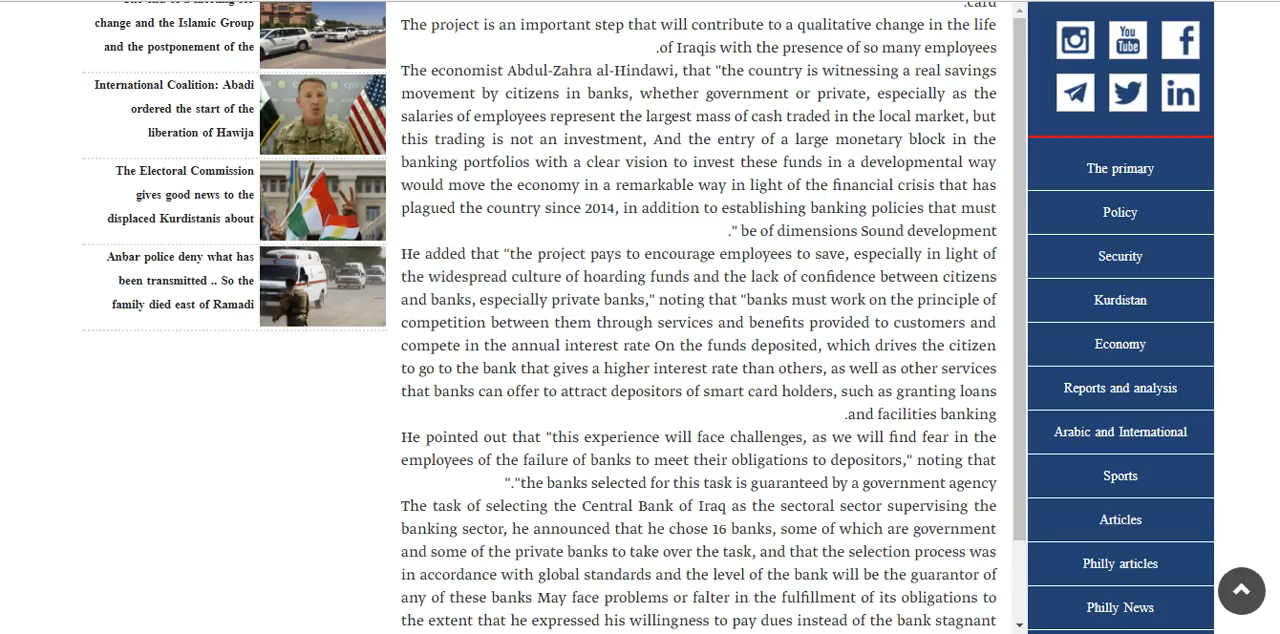 The end of a meeting for
change and the Islamic Group
and the postponement of the
International Coalition: Abadi
ordered the start of the
liberation of Hawija
The Electoral Commission
gives good news to the
displaced Kurdistanis about
Anbar police deny what has
been transmitted .. So the
family died east of Ramadi
.card
The project is an important step that will contribute to a qualitative change in the life
.of Iraqis with the presence of so many employees
The economist Abdul-Zahra al-Hindawi, that "the country is witnessing a real savings
movement by citizens in banks, whether government or private, especially as the
salaries of employees represent the largest mass of cash traded in the local market, but
this trading is not an investment, And the entry of a large monetary block in the
banking portfolios with a clear vision to invest these funds in a developmental way
would move the economy in a remarkable way in light of the financial crisis that has
plagued the country since 2014, in addition to establishing banking policies that must
." be of dimensions Sound development
He added that "the project pays to encourage employees to save, especially in light of
the widespread culture of hoarding funds and the lack of confidence between citizens
and banks, especially private banks," noting that "banks must work on the principle of
competition between them through services and benefits provided to customers and
compete in the annual interest rate On the funds deposited, which drives the citizen
to go to the bank that gives a higher interest rate than others, as well as other services
that banks can offer to attract depositors of smart card holders, such as granting loans
.and facilities banking
He pointed out that "this experience will face challenges, as we will find fear in the
employees of the failure of banks to meet their obligations to depositors," noting that
"."the banks selected for this task is guaranteed by a government agency
The task of selecting the Central Bank of Iraq as the sectoral sector supervising the
banking sector, he announced that he chose 16 banks, some of which are government
and some of the private banks to take over the task, and that the selection process was
in accordance with global standards and the level of the bank will be the guarantor of
any of these banks May face problems or falter in the fulfillment of its obligations to
the extent that he expressed his willingness to pay dues instead of the bank stagnant
You
Tube
The primary
Policy
Security
Kurdistan
Economy
Reports and analysis
Arabic and International
Sports
Articles
Philly articles
Philly News